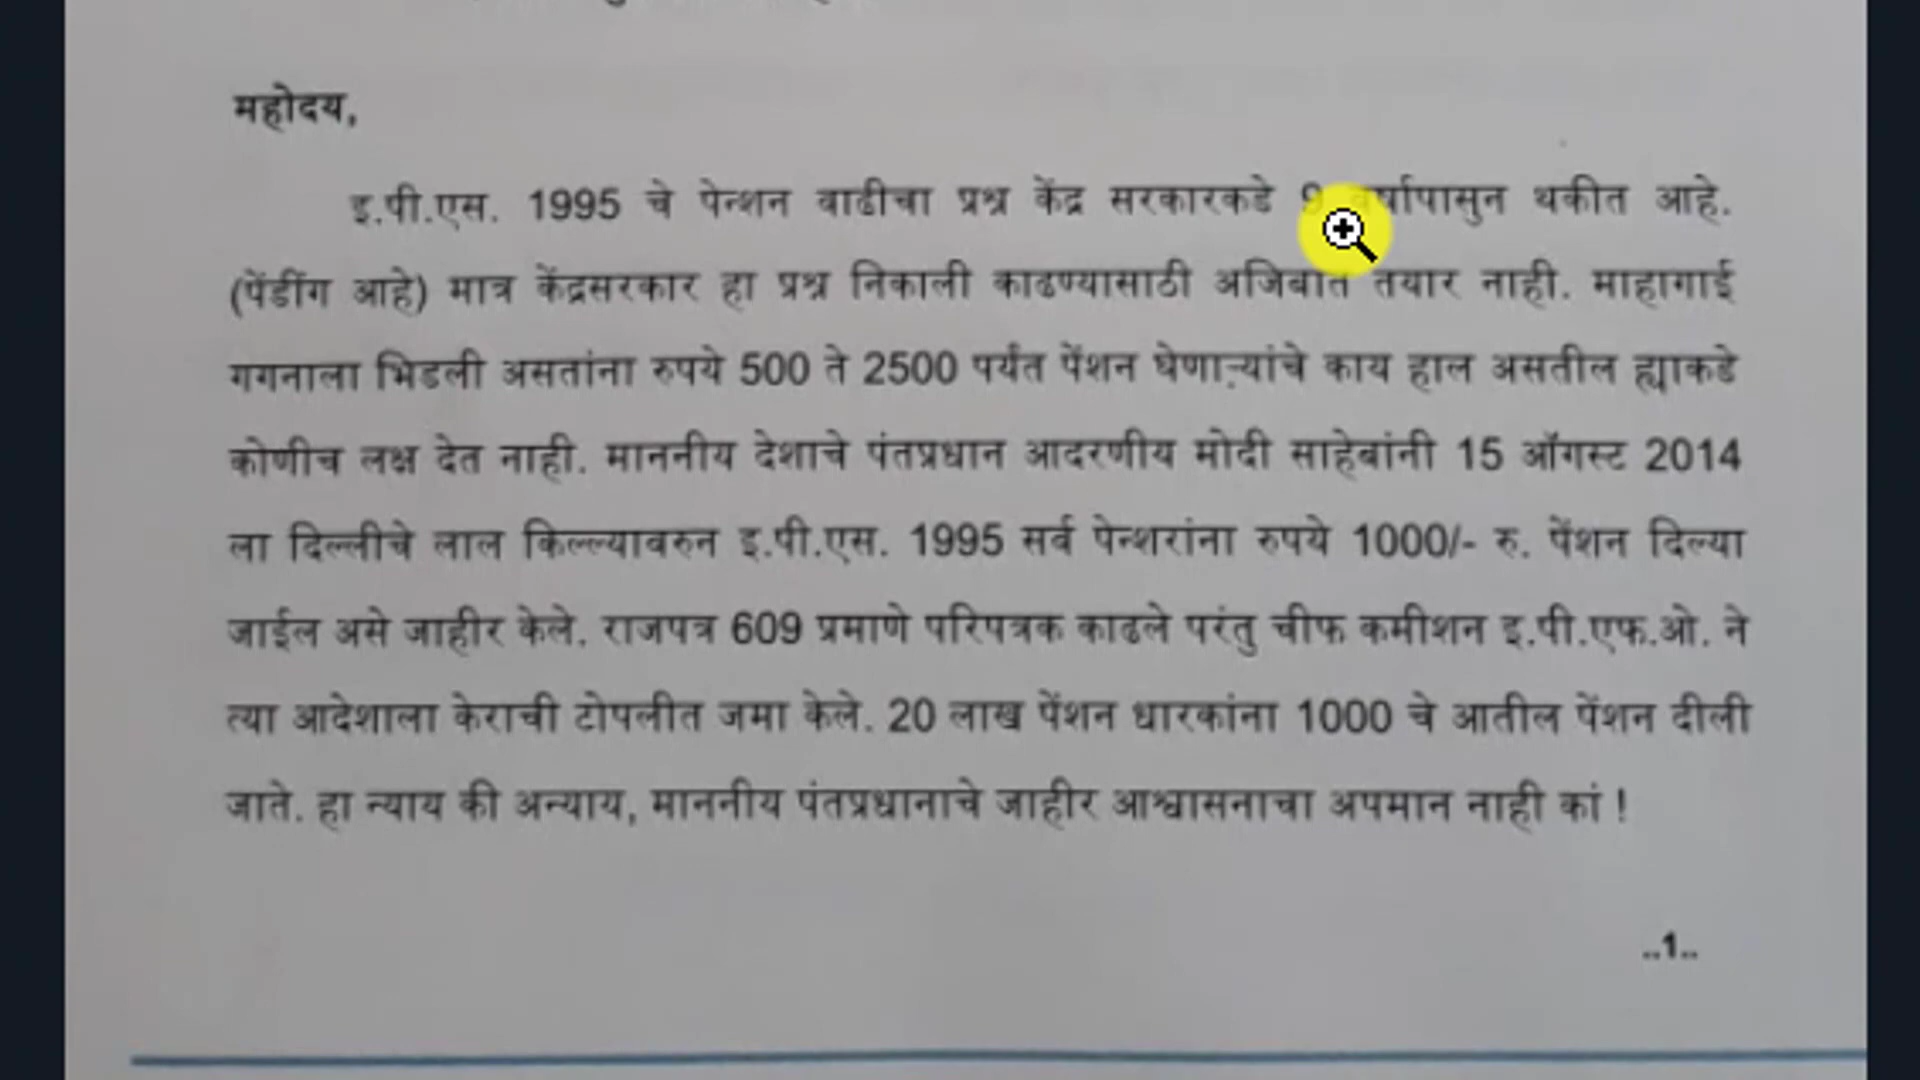 महोदय,
इ.पी.एस. 1995 चे पेन्शन वाढीचा प्रश्न केंद्र सरकारकडे 9 वर्षापासुन थकीत आहे.
(पेंडींग आहे) मात्र केंद्रसरकार हा प्रश्न निकाली काढण्यासाठी अजिबात तयार नाही. माहागाई
गगनाला भिडली असतांना रुपये 500 ते 2500 पर्यंत पेंशन घेणाऱ्यांचे काय हाल असतील ह्याकडे
कोणीच लक्ष देत नाही. माननीय देशाचे पंतप्रधान आदरणीय मोदी साहेबांनी 15 ऑगस्ट 2014
ला दिल्लीचे लाल किल्ल्यावरुन इ.पी.एस. 1995 सर्व पेन्शरांना रुपये 1000/- रु. पेंशन दिल्या
जाईल असे जाहीर केले. राजपत्र 609 प्रमाणे परिपत्रक काढले परंतु चीफ कमीशन इ.पी.एफ.ओ. ने
त्या आदेशाला केराची टोपलीत जमा केले. 20 लाख पेंशन धारकांना 1000 चे आतील पेंशन दीली
जाते. हा न्याय की अन्याय, माननीय पंतप्रधानाचे जाहीर आश्वासनाचा अपमान नाही कां !
..1..